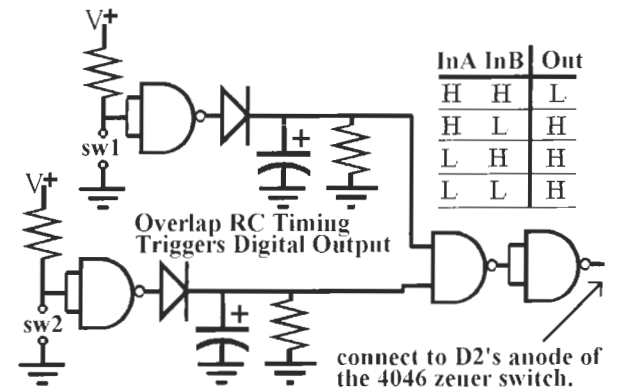 V+
InA InB Out
H H L
H L H
L H H
L L H
sw1
+
V+
Overlap RC Timing
Triggers Digital Output
sw2
+
connect to D2's anode of
the 4046 zener switch.